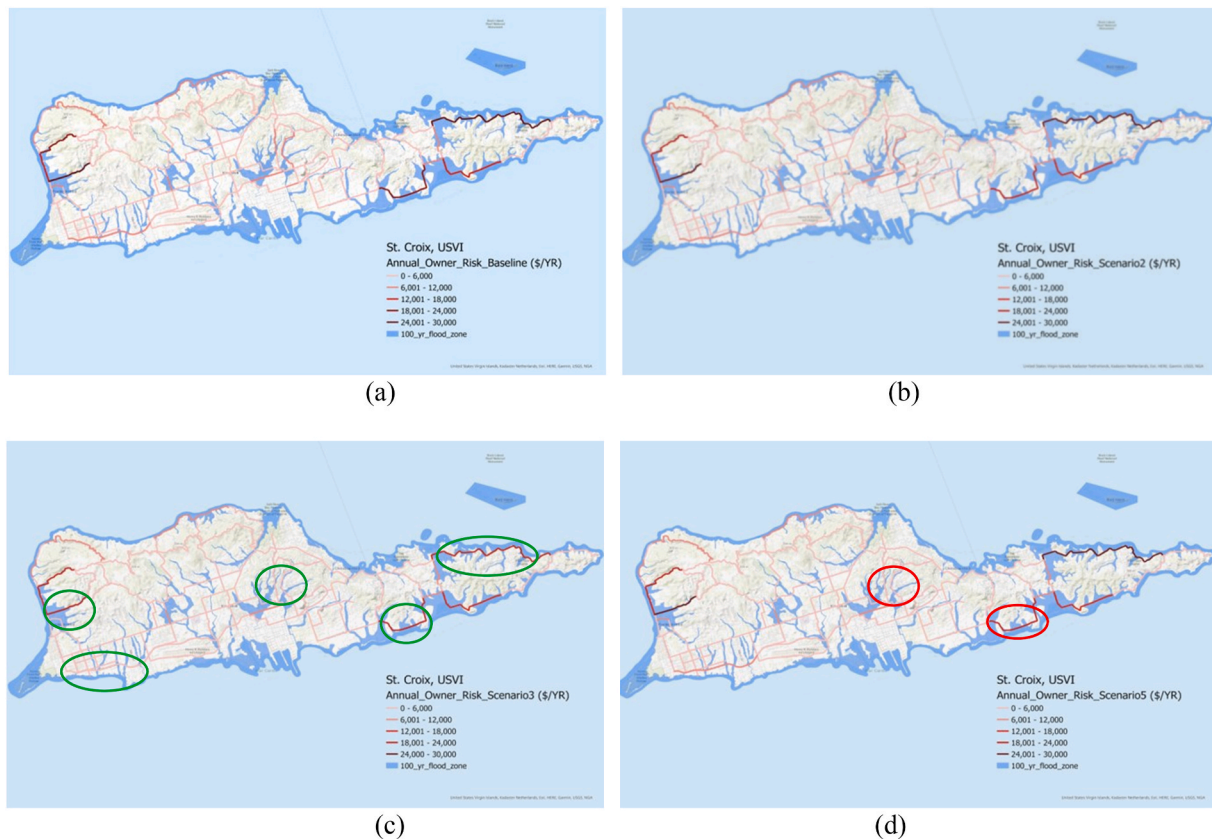 St. Croix, USVI
Annual_Owner_Risk_Baseline ($/YR)
0 - 6,000
6,001 - 12,000
12,001 - 18,000
18,001 - 24,000
24,001 - 30,000
100_yr_flood_zone
(a)
St. Croix, USVI
Annual_Owner_Risk_Scenario2 ($/YR)
0 - 6,000
6,001 - 12,000
12,001 - 18,000
18,001 - 24,000
24,001 - 30,000
100_yr_flood_zone
(b)
St. Croix, USVI
Annual_Owner_Risk_Scenario3 ($/YR)
0 - 6,000
6,001 - 12,000
12,001 - 18,000
18,001 - 24,000
24,000 - 30,000
100_yr_flood_zone
(c)
St. Croix, USVI
Annual_Owner_Risk_Scenario5 ($/YR)
0 - 6,000
6,001 - 12,000
12,001 - 18,000
18,001 - 24,000
24,001 - 30,000
100_yr_flood_zone
(d)